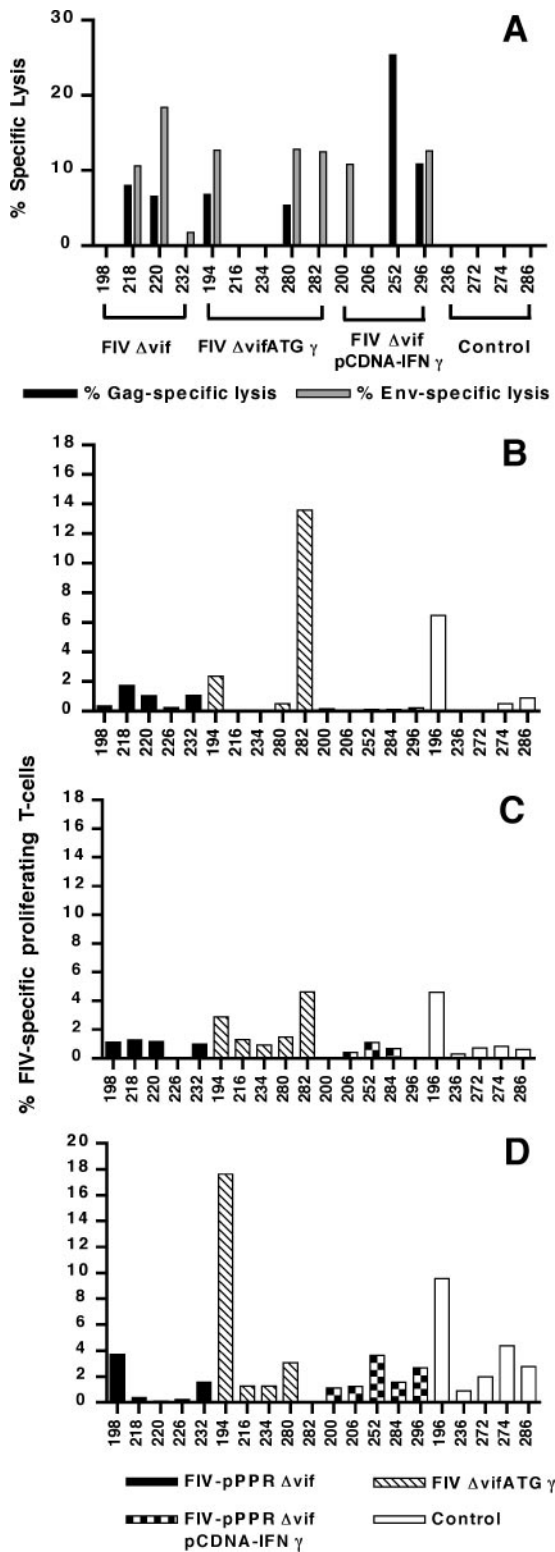 A
30
20
10
0
% Specific Lysis
198 218 220 232 194 216 234 280 282 200 206 252 296 236 272 274 286
FIV Δvif FIV ΔvifATG γ FIV Δvif pCDNA-IFN γ Control
% Gag-specific lysis % Env-specific lysis
B
18
16
14
12
10
8
6
4
2
0
198 218 220 226 232 194 216 234 280 282 200 206 252 284 296 196 236 272 274 286
% FIV-specific proliferating T-cells
C
18
16
14
12
10
8
6
4
2
0
198 218 220 226 232 194 216 234 280 282 200 206 252 284 296 196 236 272 274 286
D
20
18
16
14
12
10
8
6
4
2
0
198 218 220 226 232 194 216 234 280 282 200 206 252 284 296 196 236 272 274 286
FIV-pPPR Δvif FIV ΔvifATG γ
FIV-pPPR Δvif Control
pCDNA-IFN γ